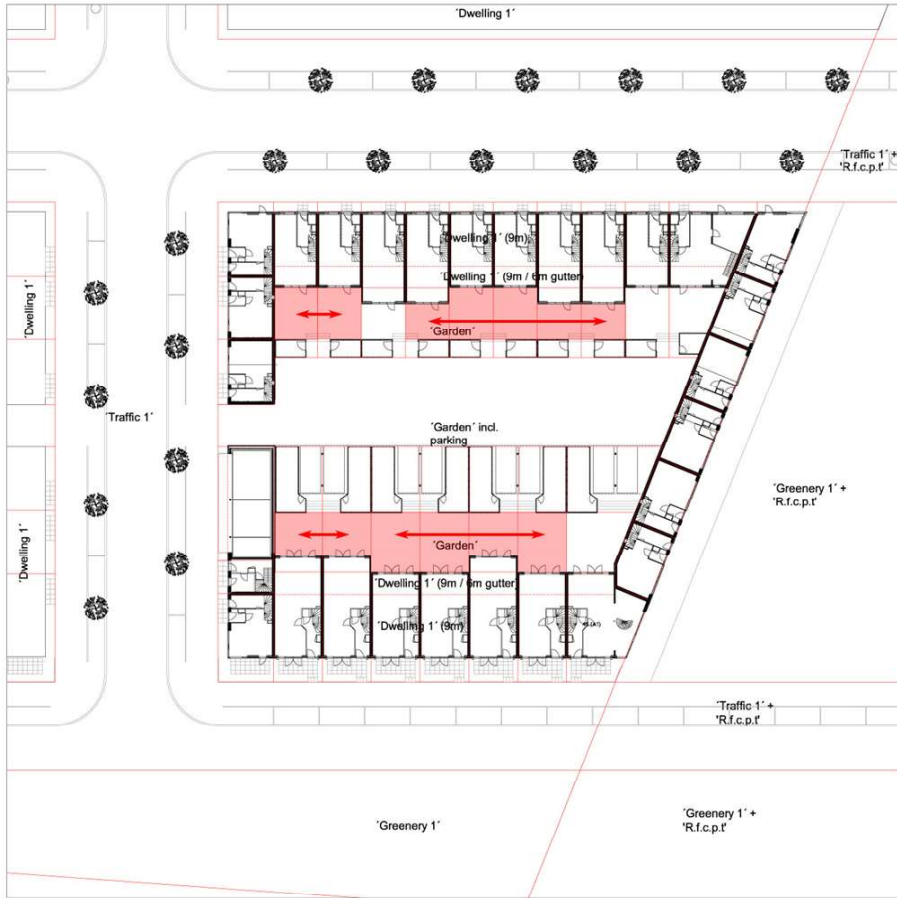 'Dwelling 1'
'Traffic 1' +
'R.f.c.p.t'
'Dwelling 1' (9m)
'Dwelling 1' (9m / 6m gutter)
'Dwelling 1'
'Garden'
'Traffic 1'
'Garden' incl.
parking
'Greenery 1' +
'R.f.c.p.t'
'Garden'
'Dwelling 1'
'Dwelling 1' (9m / 6m gutter)
'Dwelling 1' (9m)
'Traffic 1' +
'R.f.c.p.t'
'Greenery 1'
'Greenery 1' +
'R.f.c.p.t'